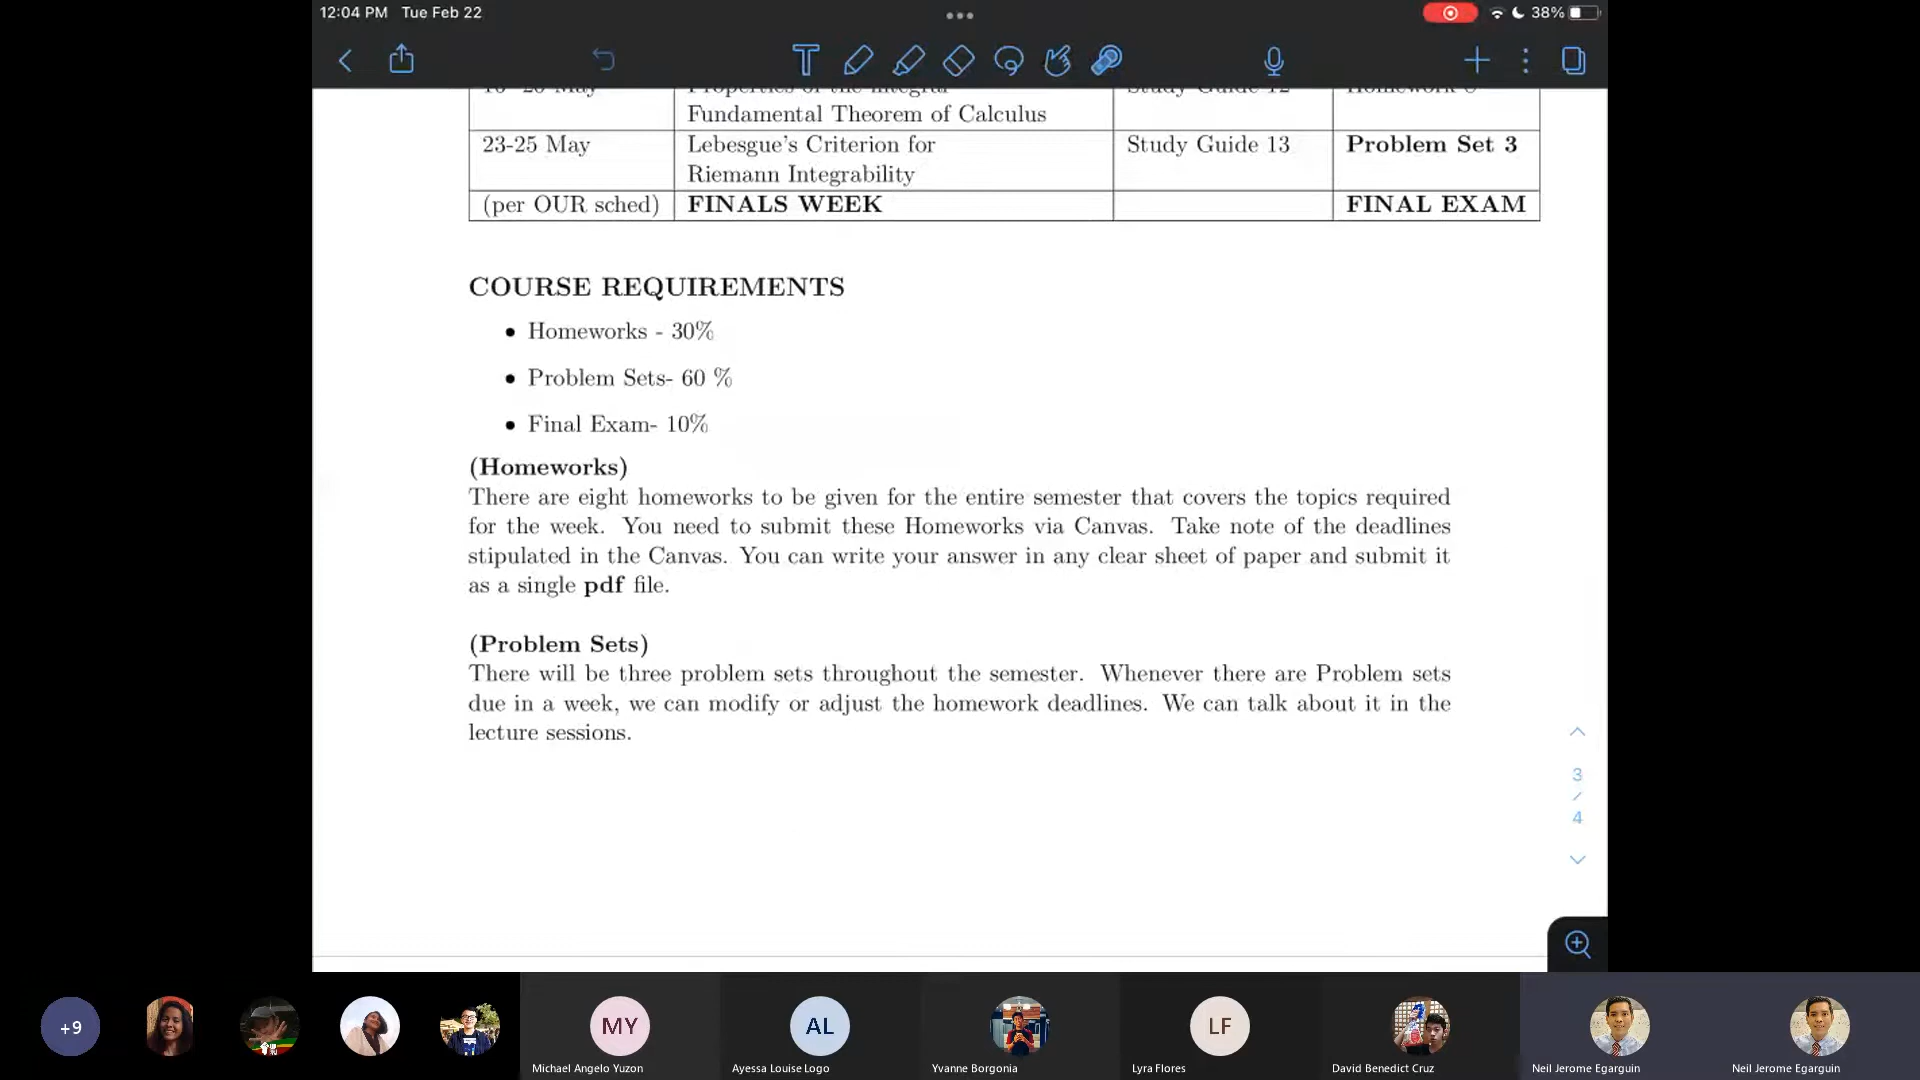 12:04 PM Tue Feb 22
38%
Fundamental Theorem of Calculus
23-25 May Lebesgue's Criterion for Study Guide 13 Problem Set 3
Riemann Integrability
(per OUR sched) FINALS WEEK FINAL EXAM
COURSE REQUIREMENTS
• Homeworks - 30%
• Problem Sets- 60 %
• Final Exam- 10%
(Homeworks)
There are eight homeworks to be given for the entire semester that covers the topics required
for the week. You need to submit these Homeworks via Canvas. Take note of the deadlines
stipulated in the Canvas. You can write your answer in any clear sheet of paper and submit it
as a single pdf file.
(Problem Sets)
There will be three problem sets throughout the semester. Whenever there are Problem sets
due in a week, we can modify or adjust the homework deadlines. We can talk about it in the
lecture sessions.
3
/
4
+9
MY
AL
LF
Michael Angelo Yuzon
Ayessa Louise Logo
Yvanne Borgonia
Lyra Flores
David Benedict Cruz
Neil Jerome Egarguin
Neil Jerome Egarguin